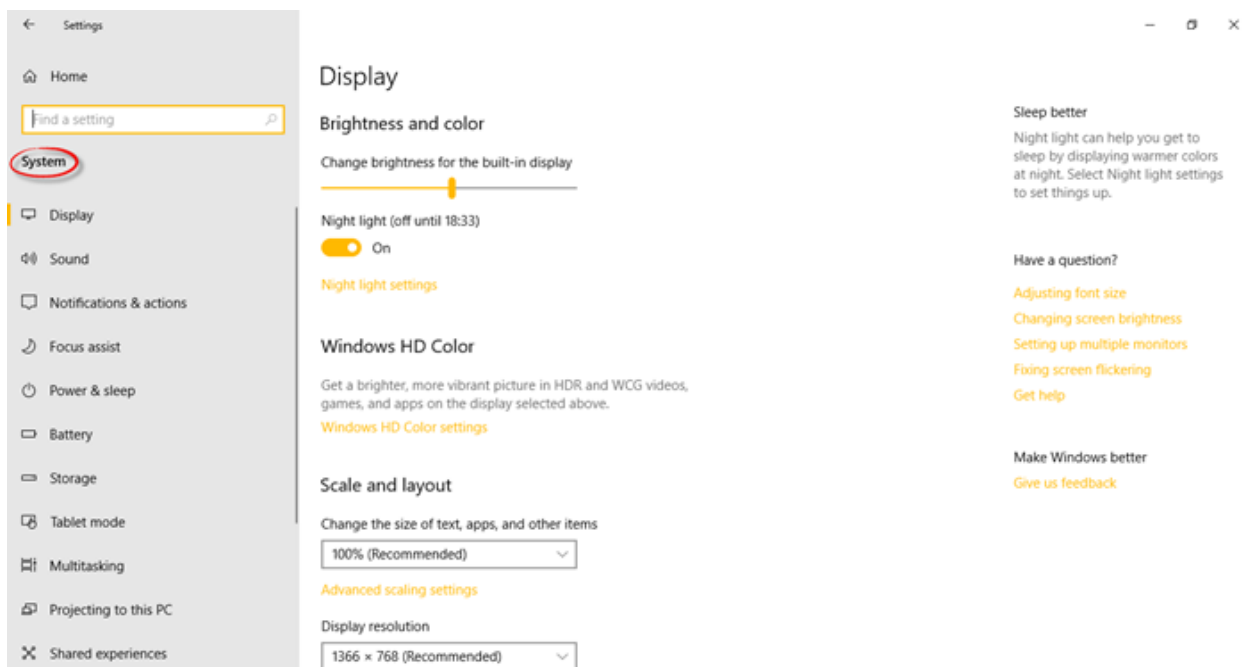 Settings
Home
Find a setting
System
Display
Sound
Notifications & actions
Focus assist
Power & sleep
Battery
Storage
Tablet mode
Multitasking
Projecting to this PC
Shared experiences
Display
Brightness and color
Change brightness for the built-in display
Night light (off until 18:33)
On
Night light settings
Windows HD Color
Get a brighter, more vibrant picture in HDR and WCG videos,
games, and apps on the display selected above.
Windows HD Color settings
Scale and layout
Change the size of text, apps, and other items
100% (Recommended)
Advanced scaling settings
Display resolution
1366 × 768 (Recommended)
Sleep better
Night light can help you get to
sleep by displaying warmer colors
at night. Select Night light settings
to set things up.
Have a question?
Adjusting font size
Changing screen brightness
Setting up multiple monitors
Fixing screen flickering
Get help
Make Windows better
Give us feedback